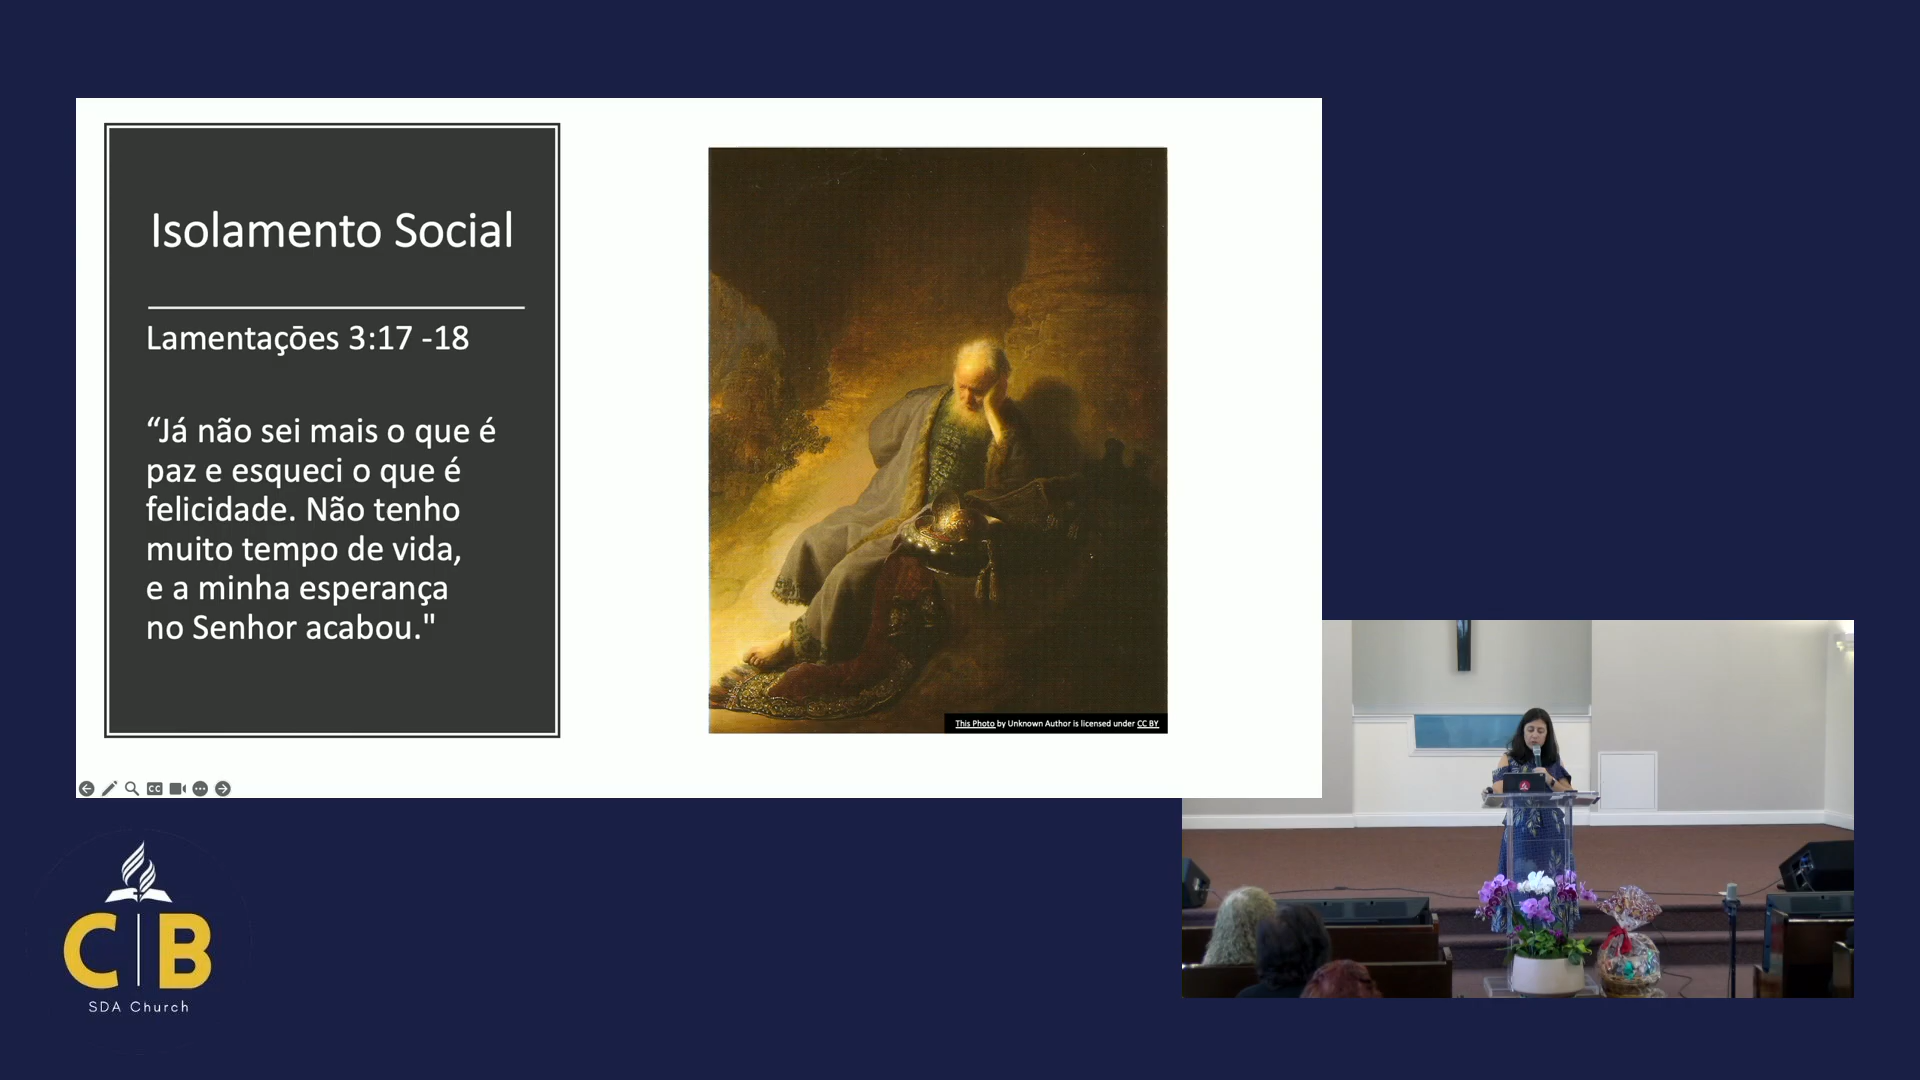 Isolamento Social
Lamentações 3:17 -18
“Já não sei mais o que é
paz e esqueci o que é
felicidade. Não tenho
muito tempo de vida,
e a minha esperança
no Senhor acabou."
This Photo by Unknown Author is licensed under CC BY
CC
C|B
SDA Church